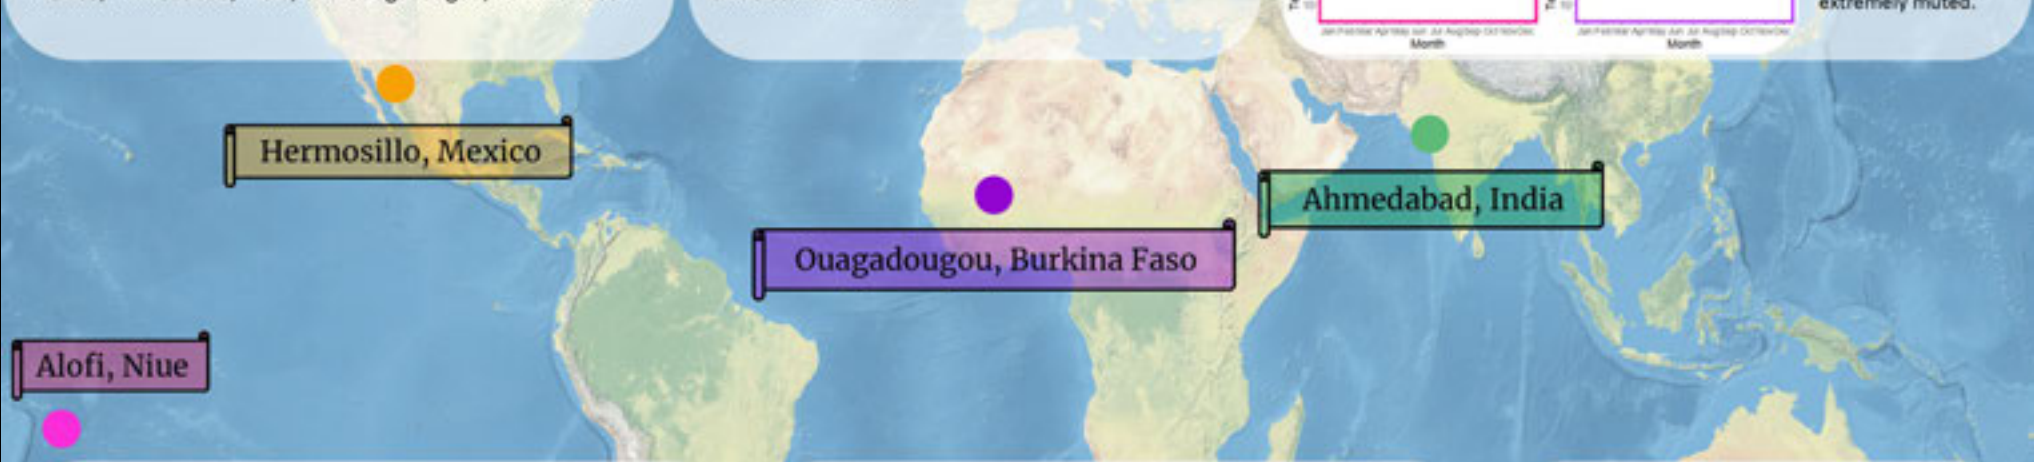 extremely muted.
Month
Month
Hermosillo, Mexico
Ahmedabad, India
Ouagadougou, Burkina Faso
Alofi, Niue